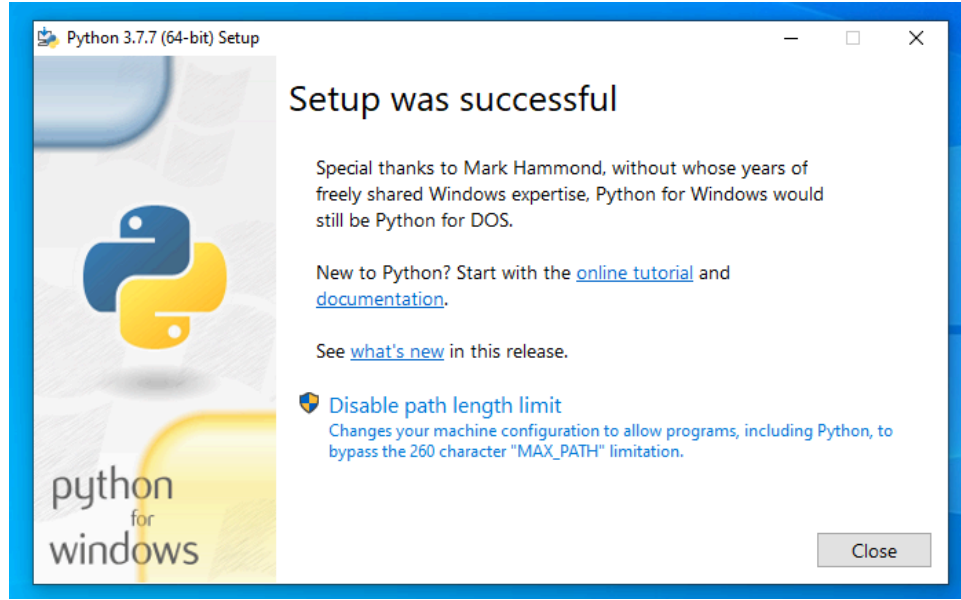 Python 3.7.7 (64-bit) Setup
Setup was successful
Special thanks to Mark Hammond, without whose years of
freely shared Windows expertise, Python for Windows would
still be Python for DOS.
New to Python? Start with the online tutorial and
documentation.
See what's new in this release.
Disable path length limit
Changes your machine configuration to allow programs, including Python, to
bypass the 260 character "MAX_PATH" limitation.
python
for
windows
Close